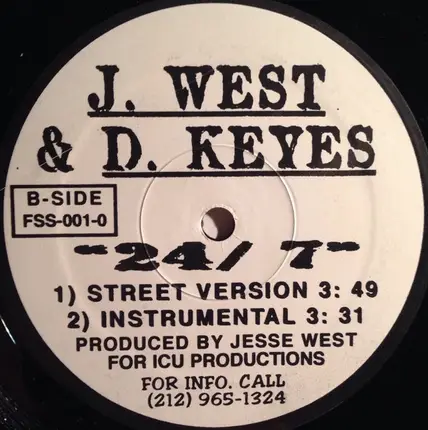 J. WEST
& D. KEYES
B-SIDE
FSS-001-0
"24/ 7"
1) STREET VERSION 3: 49
2) INSTRUMENTAL 3: 31
PRODUCED BY JESSE WEST
FOR ICU PRODUCTIONS
FOR INFO. CALL
(212) 965-1324